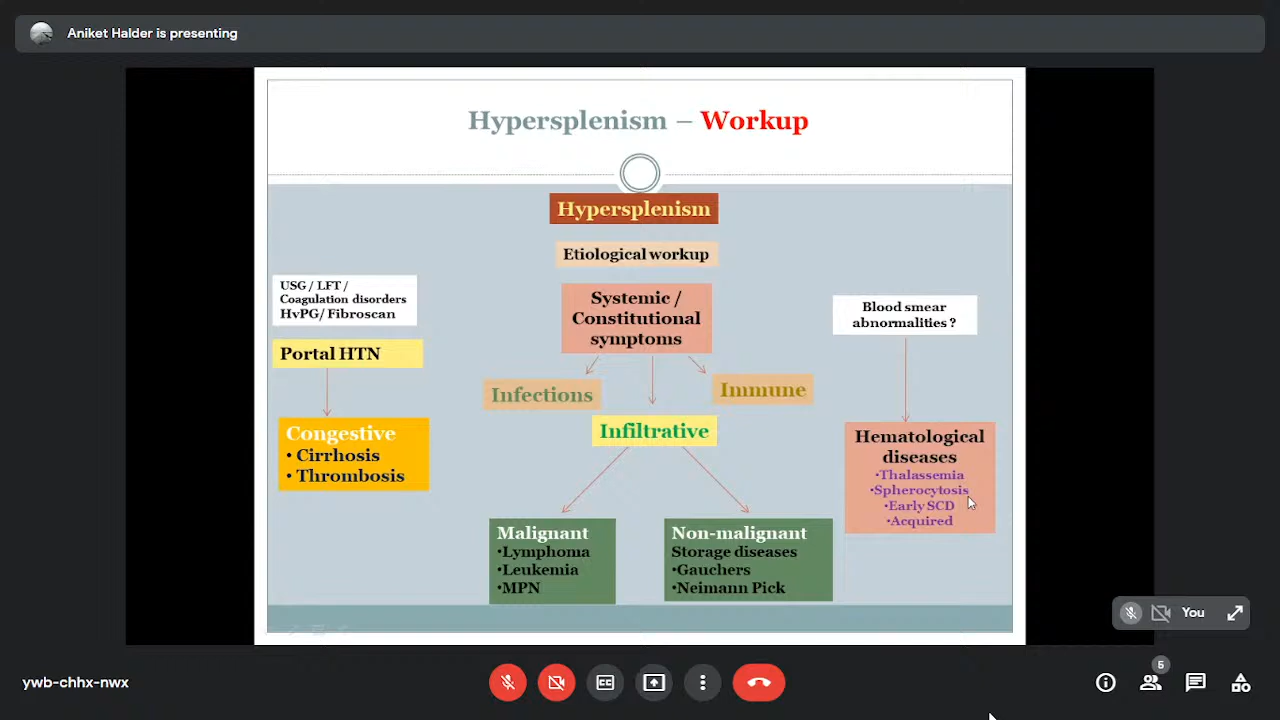 Aniket Halder is presenting
Hypersplenism – Workup
Hypersplenism
Etiological workup
USG / LFT /
Coagulation disorders
HvPG/ Fibroscan
Portal HTN
Congestive
• Cirrhosis
• Thrombosis
Systemic /
Constitutional
symptoms
Infections
Immune
Infiltrative
Malignant
•Lymphoma
•Leukemia
•MPN
Non-malignant
Storage diseases
•Gauchers
•Neimann Pick
Blood smear
abnormalities ?
Hematological
diseases
•Thalassemia
•Spherocytosis
•Early SCD
•Acquired
You
ywb-chhx-nwx
CC
5